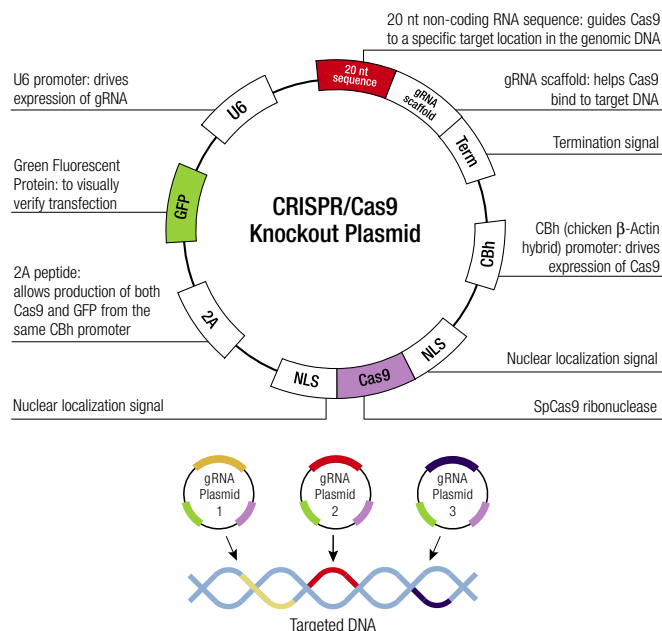 20 nt non-coding RNA sequence: guides Cas9
to a specific target location in the genomic DNA
U6 promoter: drives
expression of gRNA
gRNA scaffold: helps Cas9
bind to target DNA
Termination signal
Green Fluorescent
Protein: to visually
verify transfection
CBh (chicken β-Actin
hybrid) promoter: drives
expression of Cas9
2A peptide:
allows production of both
Cas9 and GFP from the
same CBh promoter
Nuclear localization signal
Nuclear localization signal
SpCas9 ribonuclease
20 nt
sequence
gRNA
scaffold
Term
CBh
NLS
Cas9
NLS
2A
GFP
U6
CRISPR/Cas9
Knockout Plasmid
gRNA
Plasmid
1
gRNA
Plasmid
2
gRNA
Plasmid
3
Targeted DNA